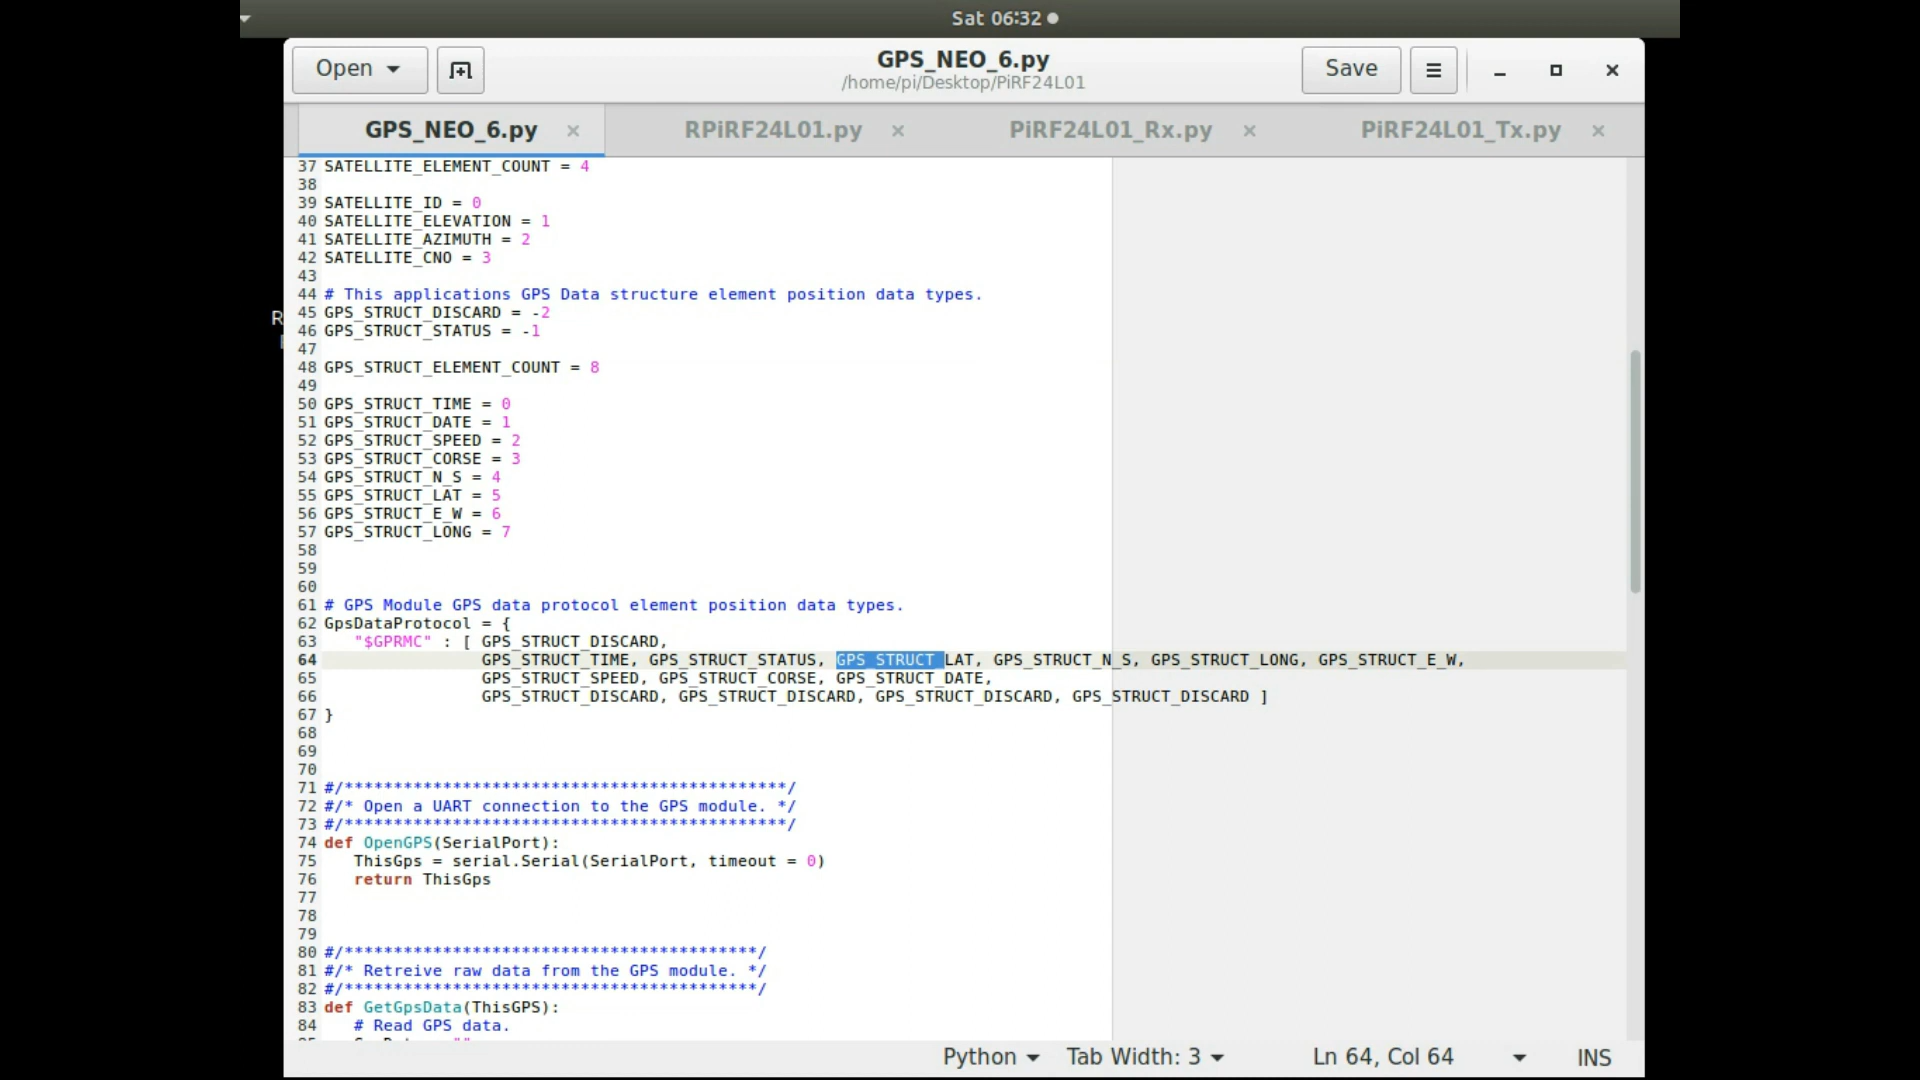 Sat 06:32
Open
GPS_NEO_6.py
/home/pi/Desktop/PiRF24L01
Save
GPS_NEO_6.py RPiRF24L01.py PiRF24L01_Rx.py PiRF24L01_Tx.py
37 SATELLITE_ELEMENT_COUNT = 4
38
39 SATELLITE_ID = 0
40 SATELLITE_ELEVATION = 1
41 SATELLITE_AZIMUTH = 2
42 SATELLITE_CNO = 3
43
44 # This applications GPS Data structure element position data types.
45 GPS_STRUCT_DISCARD = -2
46 GPS_STRUCT_STATUS = -1
47
48 GPS_STRUCT_ELEMENT_COUNT = 8
49
50 GPS_STRUCT_TIME = 0
51 GPS_STRUCT_DATE = 1
52 GPS_STRUCT_SPEED = 2
53 GPS_STRUCT_CORSE = 3
54 GPS_STRUCT_N_S = 4
55 GPS_STRUCT_LAT = 5
56 GPS_STRUCT_E_W = 6
57 GPS_STRUCT_LONG = 7
58
59
60
61 # GPS Module GPS data protocol element position data types.
62 GpsDataProtocol = {
63    "$GPRMC" : [ GPS_STRUCT_DISCARD,
64                 GPS_STRUCT_TIME, GPS_STRUCT_STATUS, GPS_STRUCT_LAT, GPS_STRUCT_N_S, GPS_STRUCT_LONG, GPS_STRUCT_E_W,
65                 GPS_STRUCT_SPEED, GPS_STRUCT_CORSE, GPS_STRUCT_DATE,
66                 GPS_STRUCT_DISCARD, GPS_STRUCT_DISCARD, GPS_STRUCT_DISCARD, GPS_STRUCT_DISCARD ]
67 }
68
69
70
71 #/*********************************************/
72 #/* Open a UART connection to the GPS module. */
73 #/*********************************************/
74 def OpenGPS(SerialPort):
75    ThisGps = serial.Serial(SerialPort, timeout = 0)
76    return ThisGps
77
78
79
80 #/******************************************/
81 #/* Retreive raw data from the GPS module. */
82 #/******************************************/
83 def GetGpsData(ThisGPS):
84    # Read GPS data.
Python Tab Width: 3 Ln 64, Col 64 INS